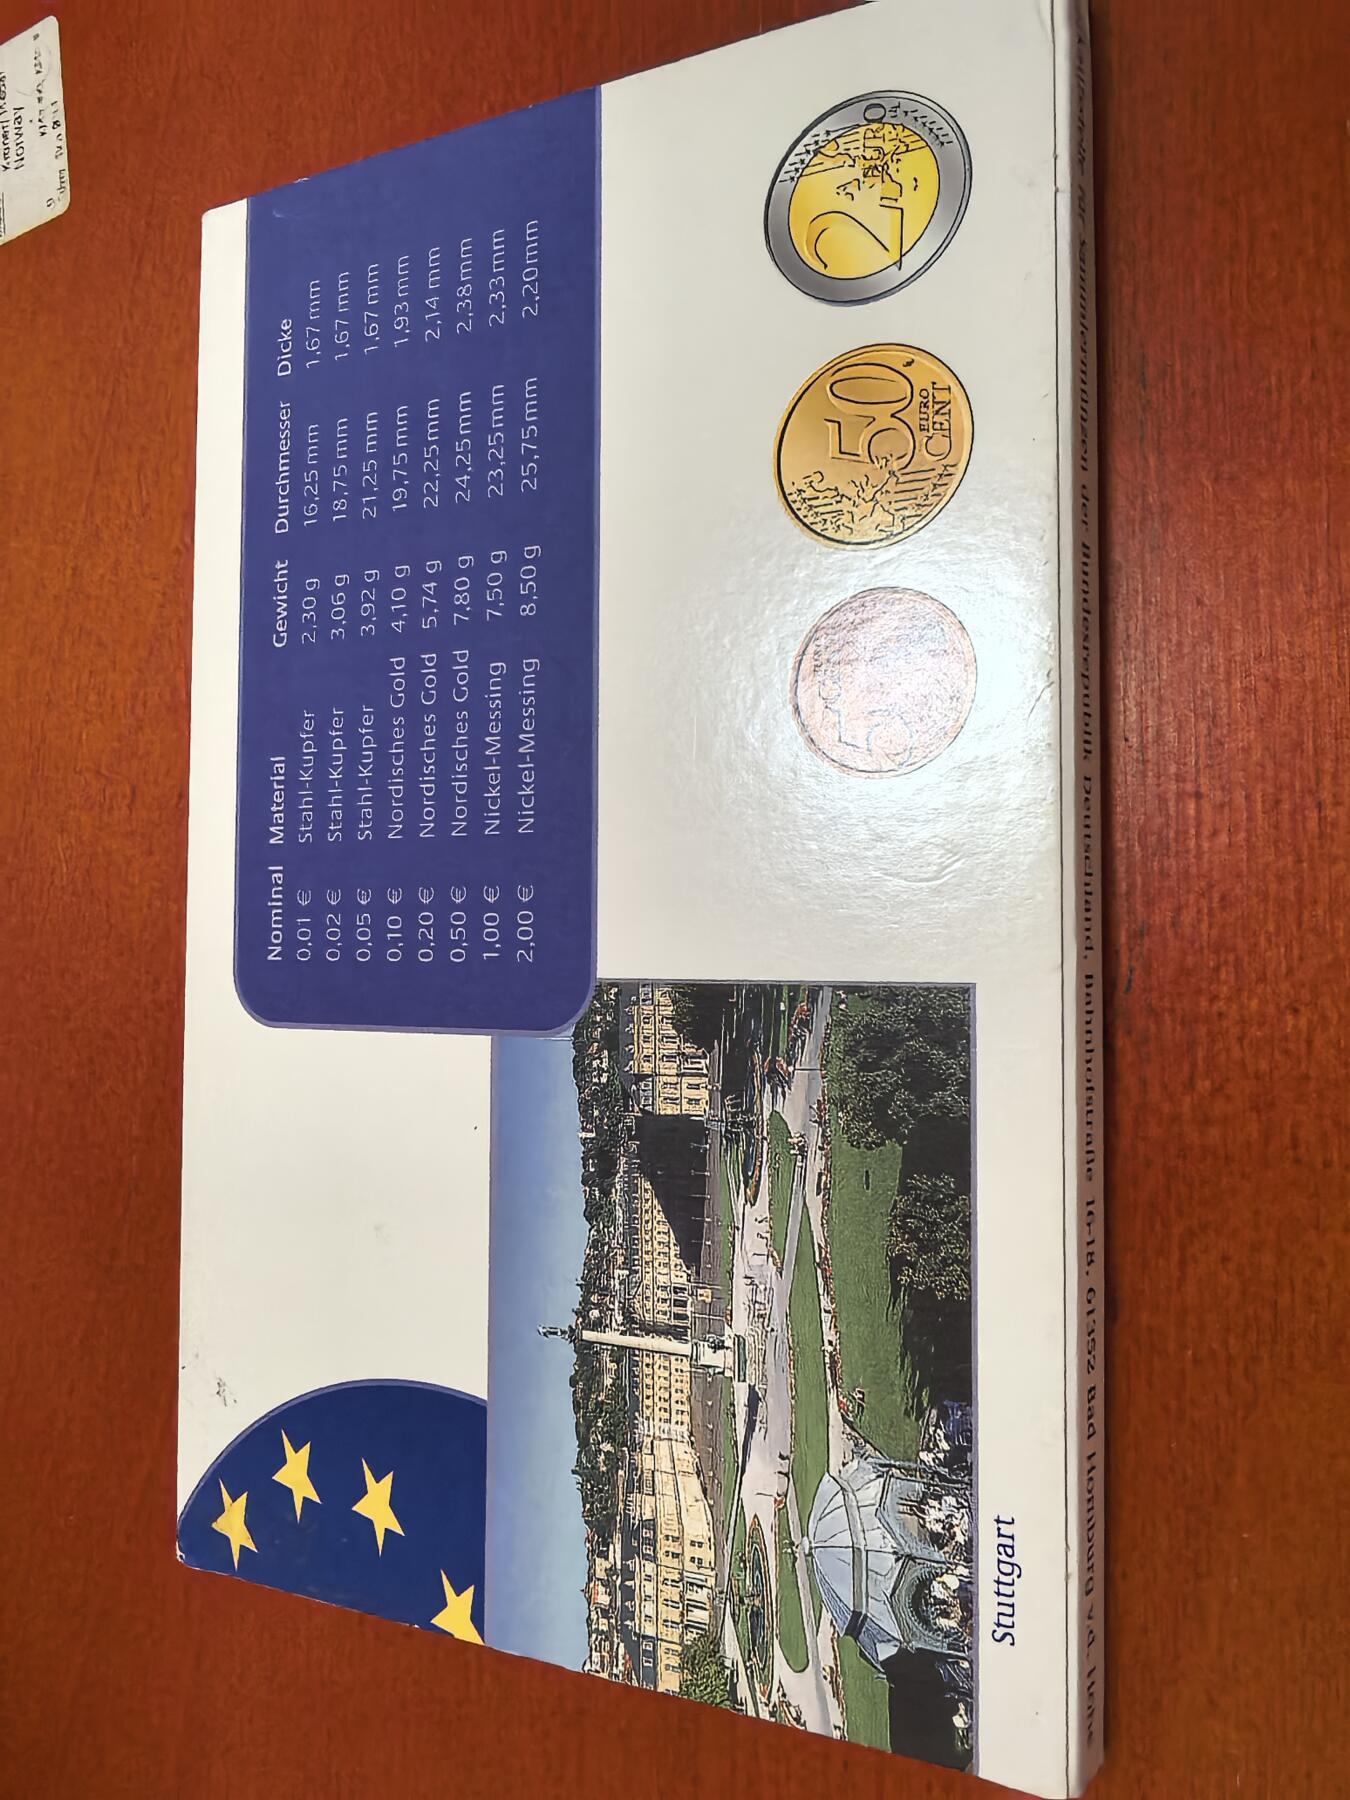 Nominal Material Gewicht Durchmesser Dicke
0,01 € Stahl-Kupfer 2,30 g 16,25 mm 1,67 mm
0,02 € Stahl-Kupfer 3,06 g 18,75 mm 1,67 mm
0,05 € Stahl-Kupfer 3,92 g 21,25 mm 1,67 mm
0,10 € Nordisches Gold 4,10 g 19,75 mm 1,93 mm
0,20 € Nordisches Gold 5,74 g 22,25 mm 2,14 mm
0,50 € Nordisches Gold 7,80 g 24,25 mm 2,38 mm
1,00 € Nickel-Messing 7,50 g 23,25 mm 2,33 mm
2,00 € Nickel-Messing 8,50 g 25,75 mm 2,20 mm
5
50
EURO
CENT
2
EURO
Stuttgart
für Sammlermünzen der Bundesrepublik Deutschland, Bahnhofstraße 16-18, 61352 Bad Homburg v.d. Höhe
Norway